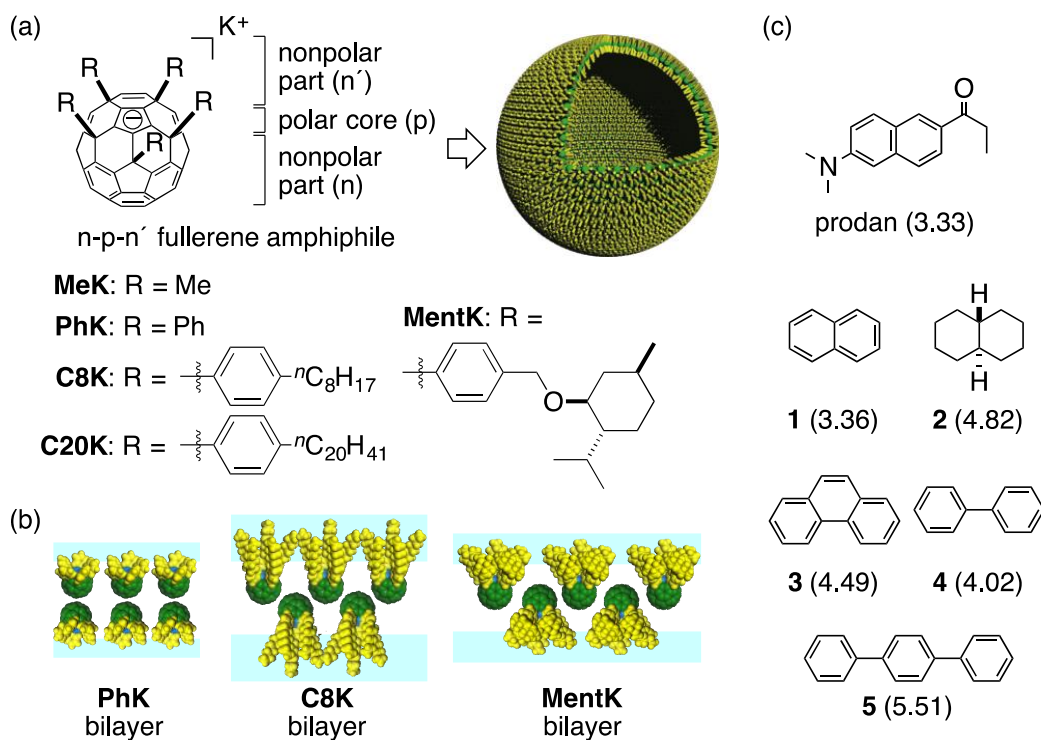 (a)
K+
nonpolar
part (n´)
polar core (p)
nonpolar
part (n)
R
R
R
R
R
⊖
n-p-n´ fullerene amphiphile
MeK: R = Me
PhK: R = Ph
C8K: R =
nC8H17
C20K: R =
nC20H41
MentK: R =
O
(b)
PhK
bilayer
C8K
bilayer
MentK
bilayer
(c)
O
N
prodan (3.33)
H
H
1 (3.36)
2 (4.82)
3 (4.49)
4 (4.02)
5 (5.51)